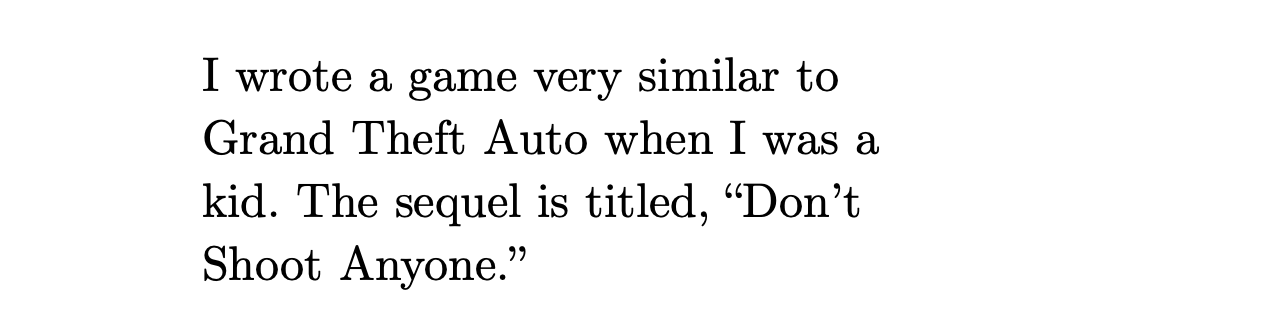 I wrote a game very similar to
Grand Theft Auto when I was a
kid. The sequel is titled, “Don’t
Shoot Anyone.”